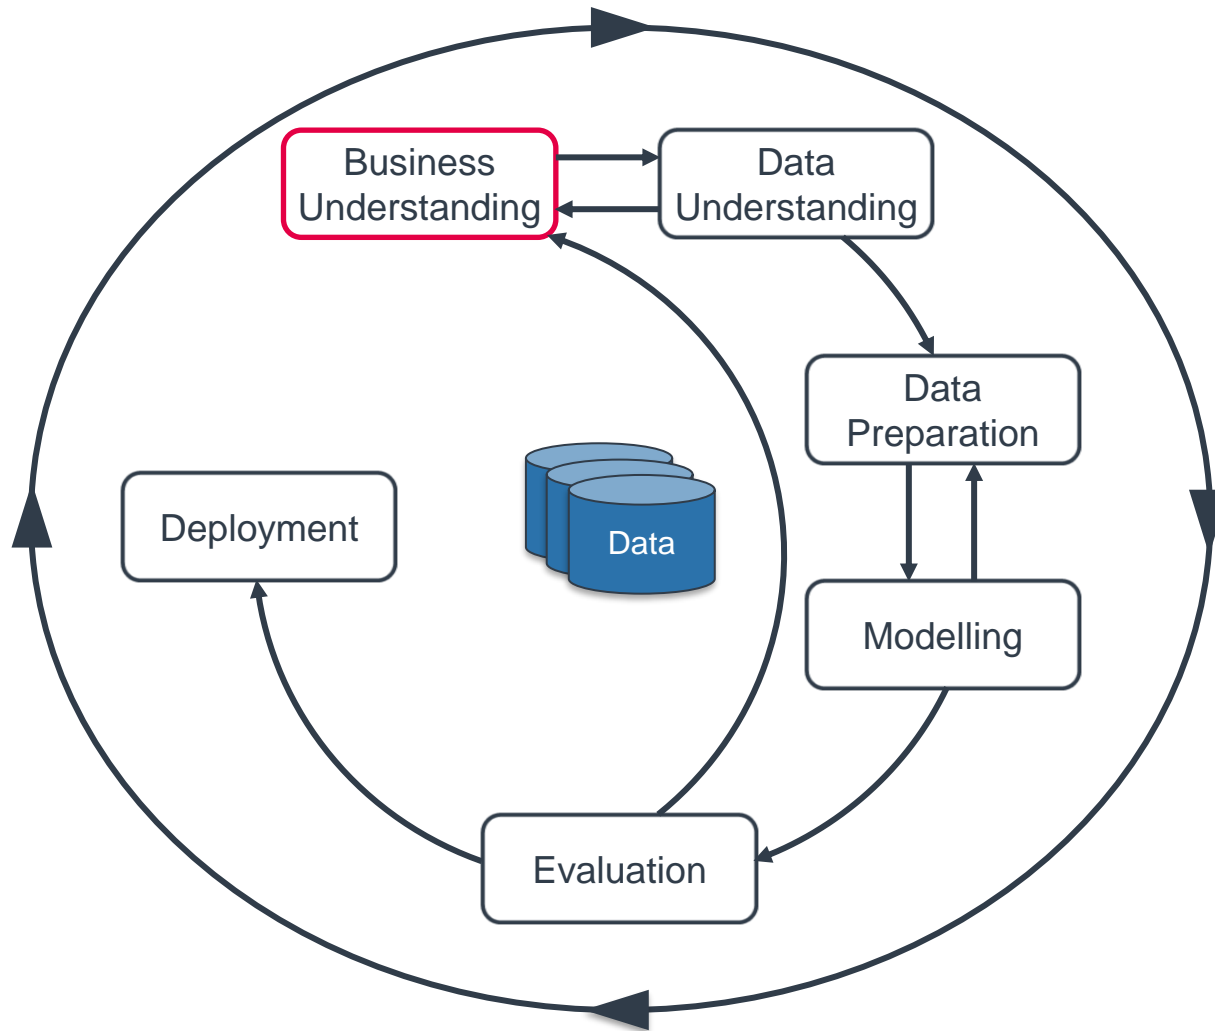 Business
Understanding
Data
Understanding
Data
Preparation
Deployment
Data
Modelling
Evaluation